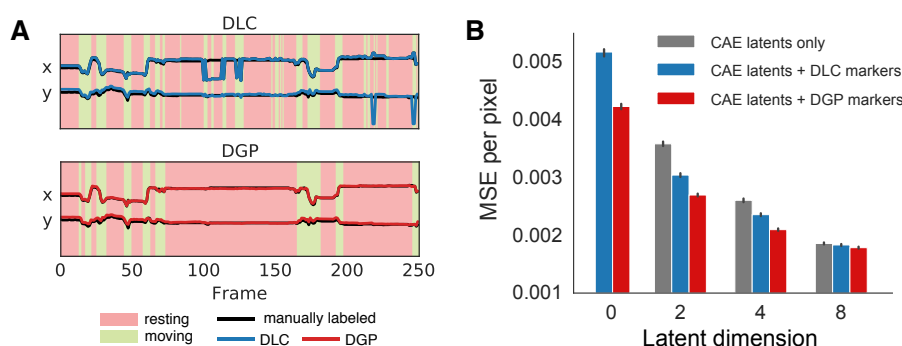 A
DLC
x
y
DGP
x
y
0 50 100 150 200 250
Frame
resting
moving
manually labeled
DLC DGP
B
MSE per pixel
0.005
0.004
0.003
0.002
0.001
CAE latents only
CAE latents + DLC markers
CAE latents + DGP markers
0 2 4 8
Latent dimension